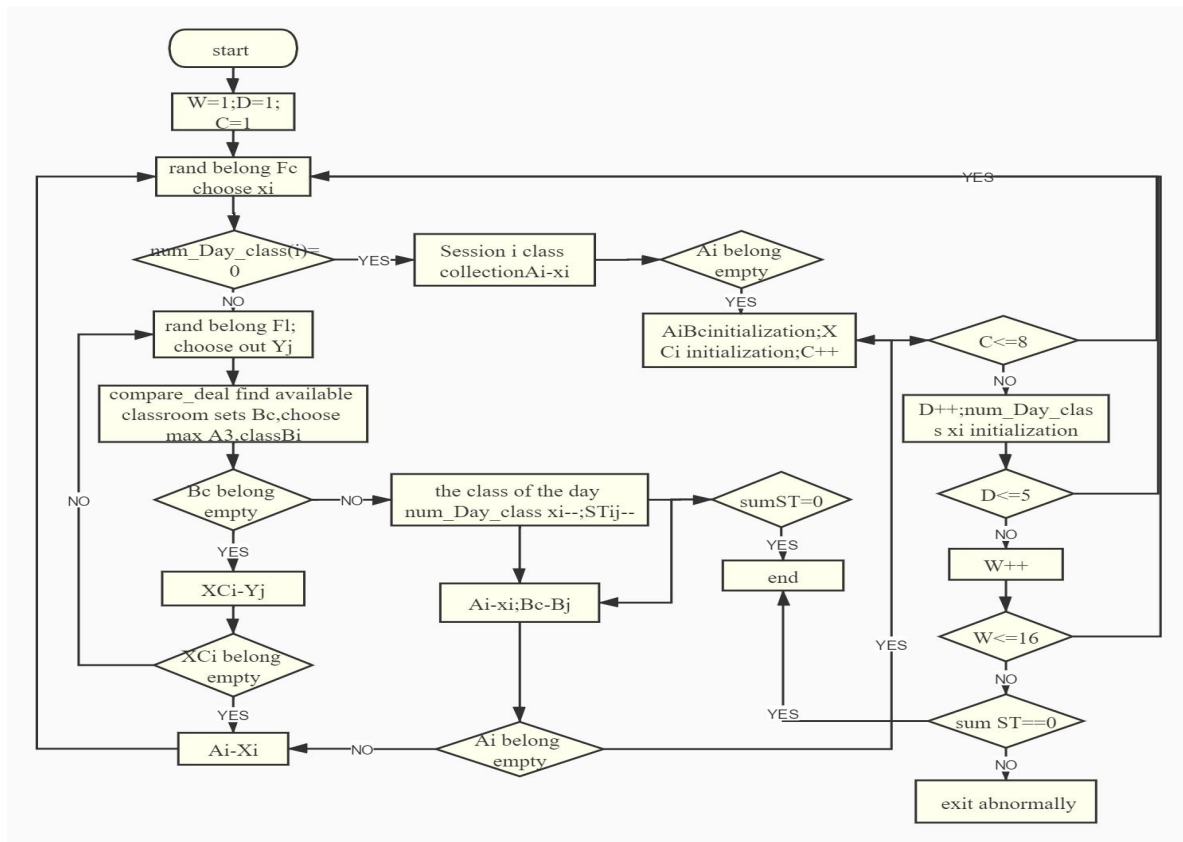 start
W=1;D=1;
C=1
rand belong Fc
choose xi
YES
num_Day_class(i)=
0
YES
Session i class
collectionAi-xi
Ai belong
empty
NO
YES
rand belong Fl;
choose out Yj
AiBcinitialization;X
Ci initialization;C++
C<=8
NO
compare_deal find available
classroom sets Bc,choose
max A3,classBi
D++;num_Day_clas
s xi initialization
Bc belong
empty
NO
the class of the day
num_Day_class xi--;STij--
sumST=0
D<=5
NO
YES
YES
NO
XCi-Yj
Ai-xi;Bc-Bj
end
W++
XCi belong
empty
YES
W<=16
YES
NO
YES
sum ST==0
Ai-Xi
NO
Ai belong
empty
NO
exit abnormally